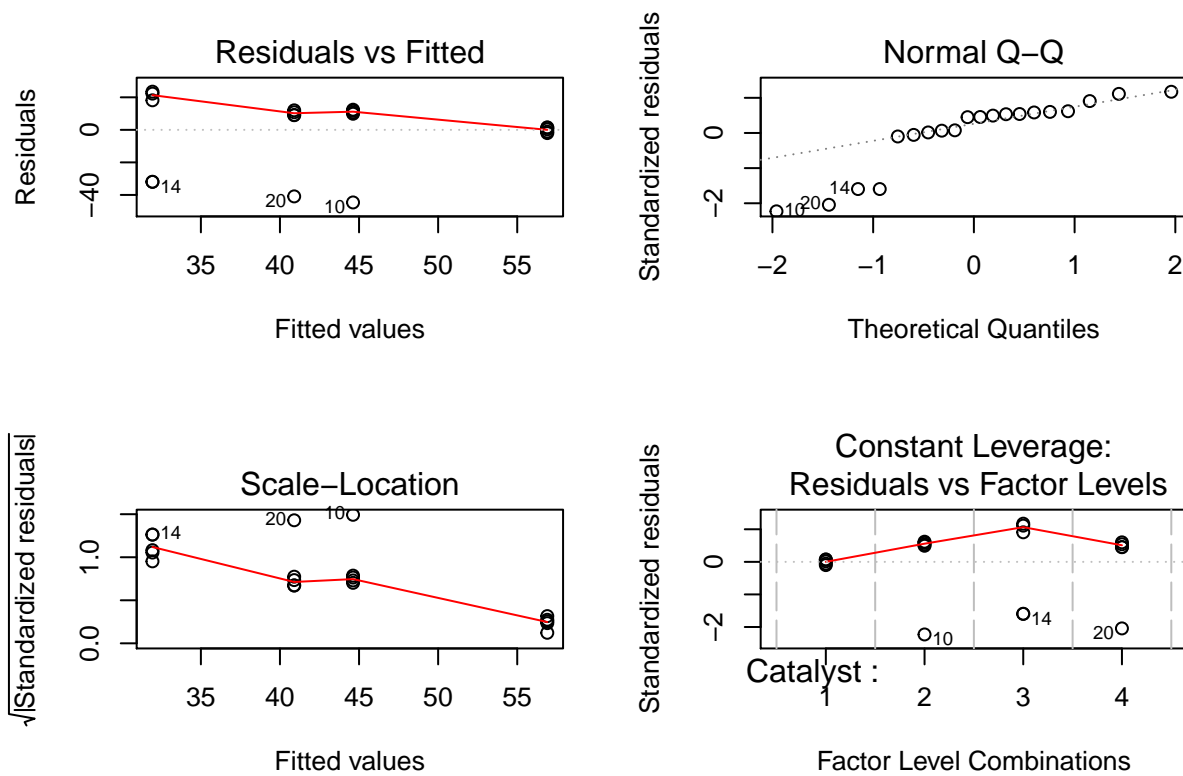 Residuals vs Fitted
Residuals
0
−40
14
20
10
35
40
45
50
55
Fitted values
Normal Q−Q
Standardized residuals
0
−2
10
20
14
−2
−1
0
1
2
Theoretical Quantiles
Scale−Location
√|Standardized residuals|
1.0
0.0
14
20
10
35
40
45
50
55
Fitted values
Constant Leverage:
Residuals vs Factor Levels
Standardized residuals
0
−2
10
14
20
Catalyst :
1
2
3
4
Factor Level Combinations